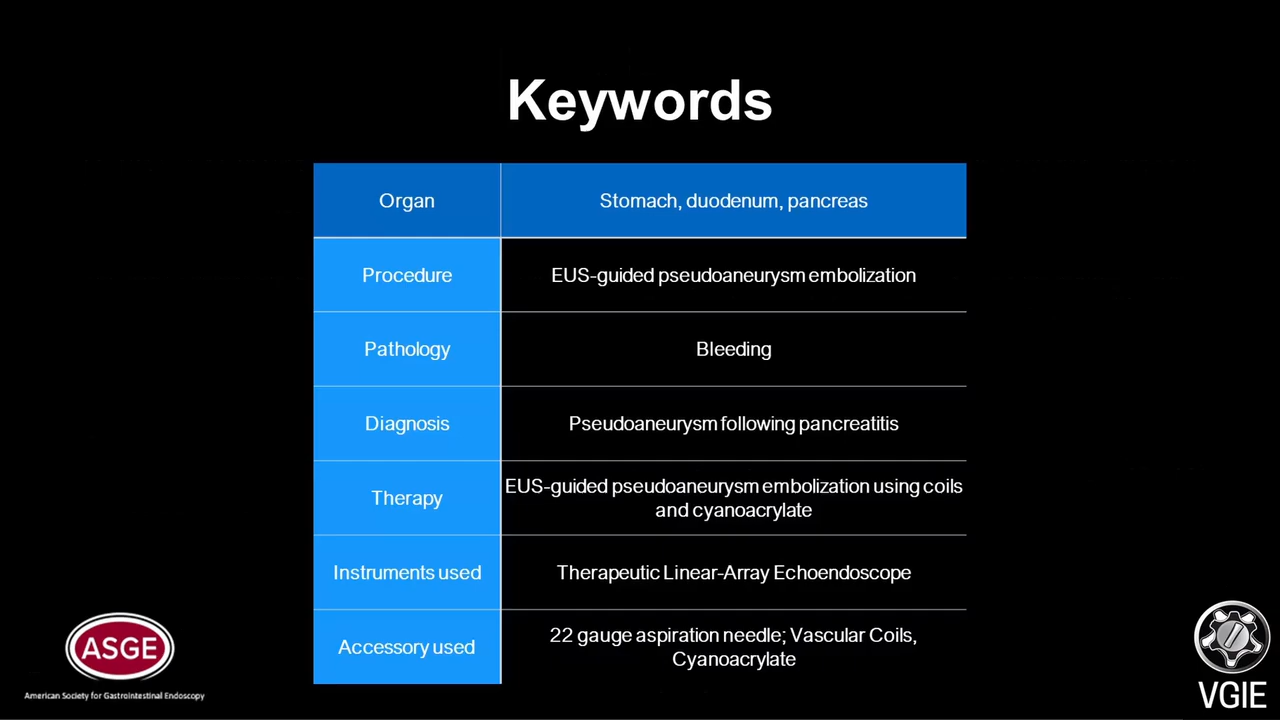 Keywords
Organ
Stomach, duodenum, pancreas
Procedure
EUS-guided pseudoaneurysm embolization
Pathology
Bleeding
Diagnosis
Pseudoaneurysm following pancreatitis
Therapy
EUS-guided pseudoaneurysm embolization using coils
and cyanoacrylate
Instruments used
Therapeutic Linear-Array Echoendoscope
Accessory used
22 gauge aspiration needle; Vascular Coils,
Cyanoacrylate
ASGE
American Society for Gastrointestinal Endoscopy
VGIE